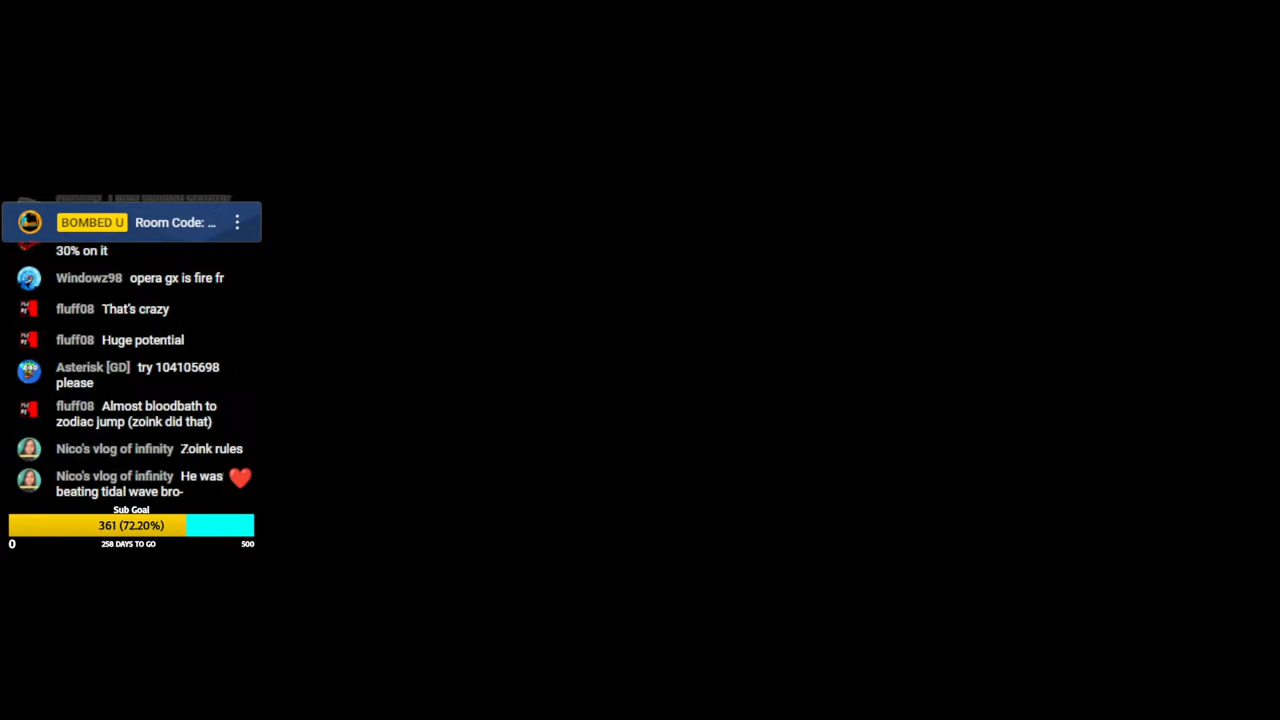 BOMBED U Room Code: ...
30% on it
Windowz98 opera gx is fire fr
fluff08 That's crazy
fluff08 Huge potential
Asterisk [GD] try 104105698
please
fluff08 Almost bloodbath to
zodiac jump (zoink did that)
Nico's vlog of infinity Zoink rules
Nico's vlog of infinity He was
beating tidal wave bro-
Sub Goal
361 (72.20%)
0 258 DAYS TO GO 500